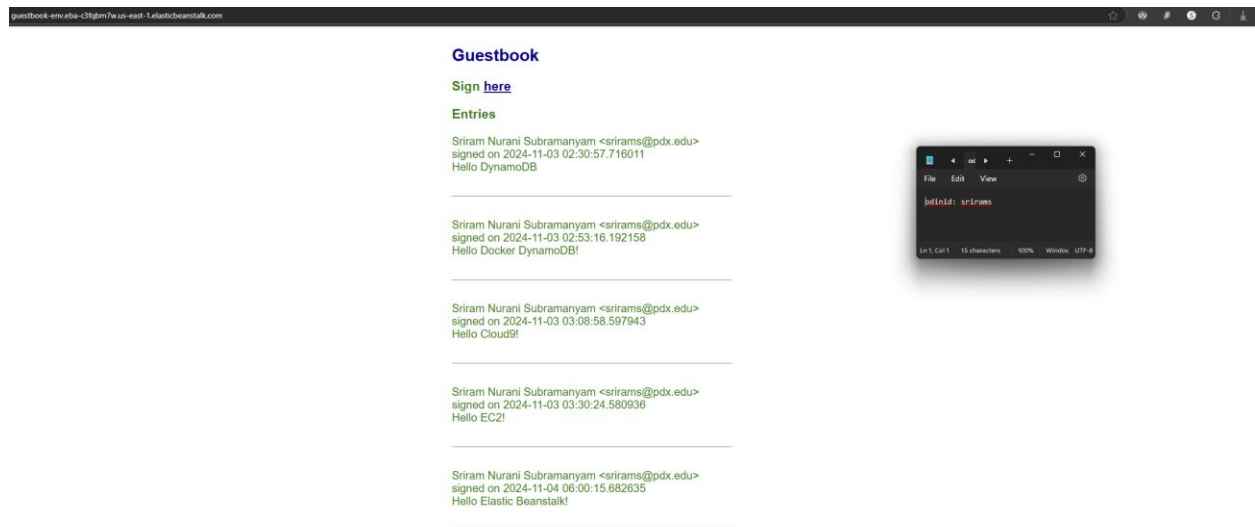 guestbook-env.eba-c3fqbm7w.us-east-1.elasticbeanstalk.com
Guestbook
Sign here
Entries
Sriram Nurani Subramanyam <srirams@pdx.edu>
signed on 2024-11-03 02:30:57.716011
Hello DynamoDB
Sriram Nurani Subramanyam <srirams@pdx.edu>
signed on 2024-11-03 02:53:16.192158
Hello Docker DynamoDB!
Sriram Nurani Subramanyam <srirams@pdx.edu>
signed on 2024-11-03 03:08:58.597943
Hello Cloud9!
Sriram Nurani Subramanyam <srirams@pdx.edu>
signed on 2024-11-03 03:30:24.580936
Hello EC2!
Sriram Nurani Subramanyam <srirams@pdx.edu>
signed on 2024-11-04 06:00:15.682635
Hello Elastic Beanstalk!
File Edit View
odinid: srirams
Ln 1, Col 1 15 characters 100% Window UTF-8